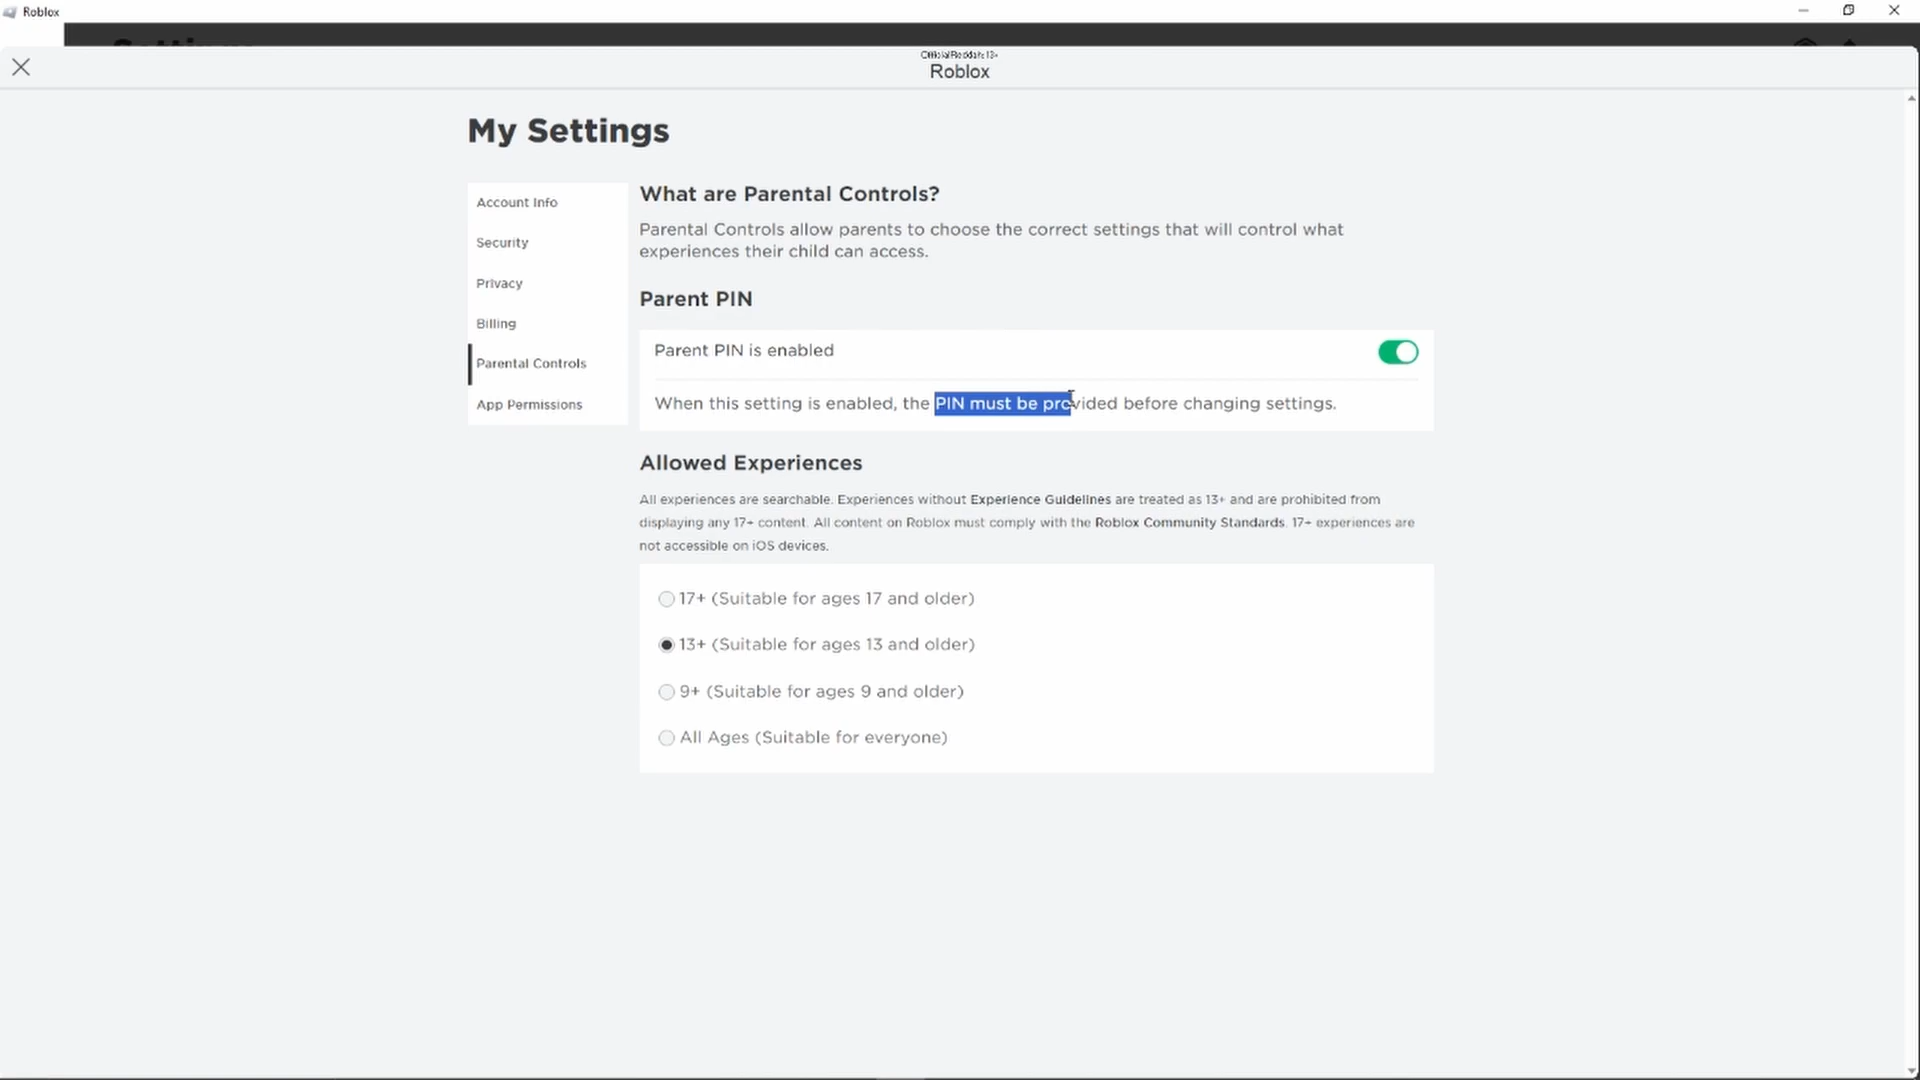 Roblox
Roblox
My Settings
Account Info
Security
Privacy
Billing
Parental Controls
App Permissions
What are Parental Controls?
Parental Controls allow parents to choose the correct settings that will control what
experiences their child can access.
Parent PIN
Parent PIN is enabled
When this setting is enabled, the PIN must be provided before changing settings.
Allowed Experiences
All experiences are searchable. Experiences without Experience Guidelines are treated as 13+ and are prohibited from
displaying any 17+ content. All content on Roblox must comply with the Roblox Community Standards. 17+ experiences are
not accessible on iOS devices.
17+ (Suitable for ages 17 and older)
13+ (Suitable for ages 13 and older)
9+ (Suitable for ages 9 and older)
All Ages (Suitable for everyone)